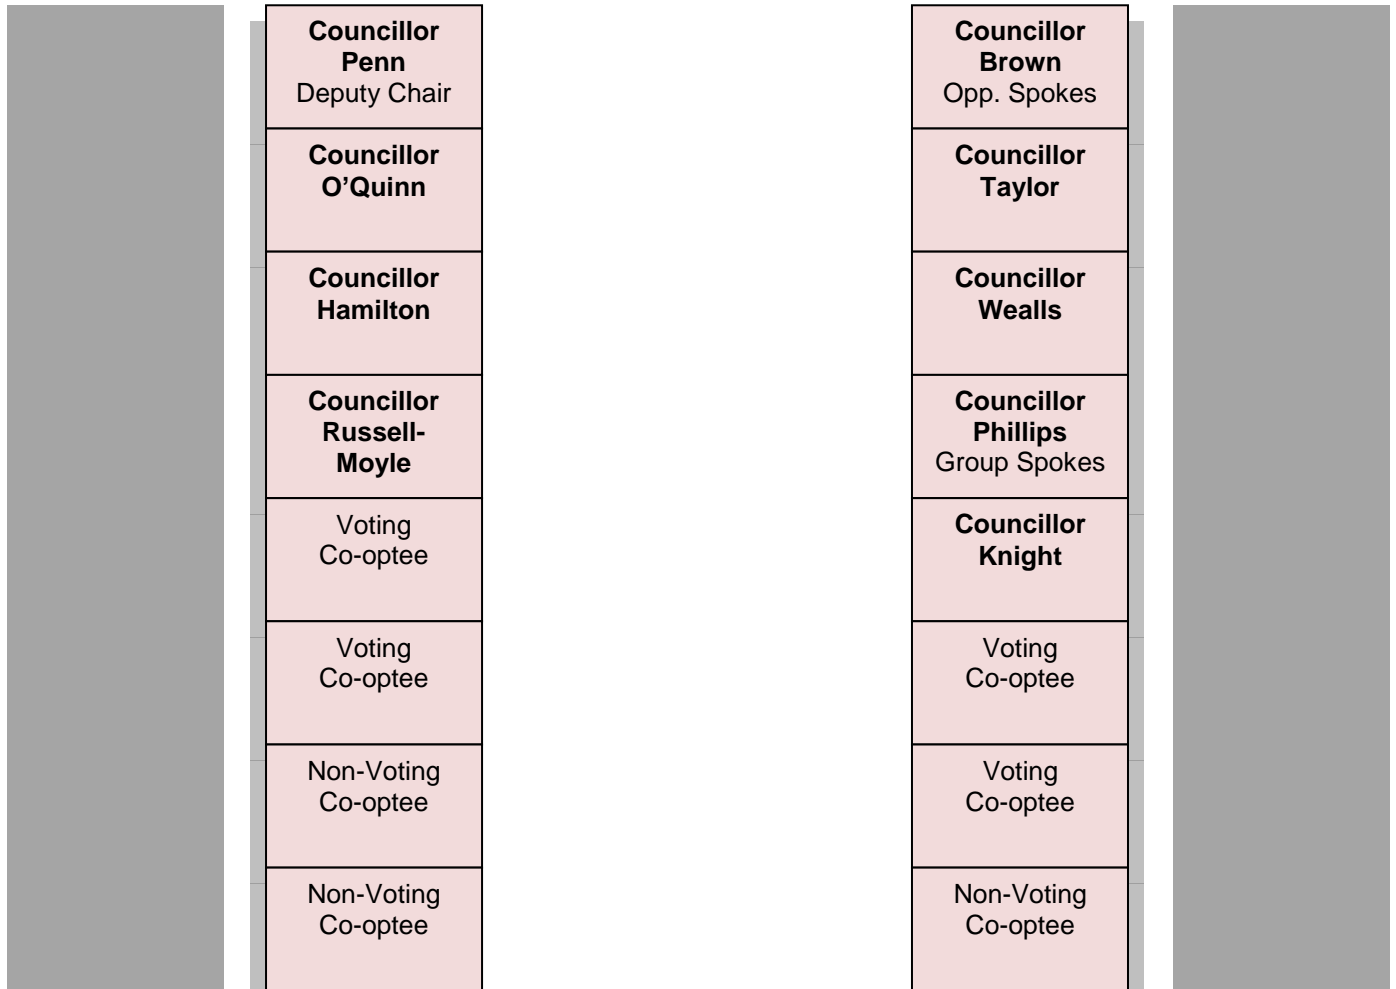 Councillor
Penn
Deputy Chair
Councillor
O’Quinn
Councillor
Hamilton
Councillor
Russell-
Moyle
Voting
Co-optee
Voting
Co-optee
Non-Voting
Co-optee
Non-Voting
Co-optee
Councillor
Brown
Opp. Spokes
Councillor
Taylor
Councillor
Wealls
Councillor
Phillips
Group Spokes
Councillor
Knight
Voting
Co-optee
Voting
Co-optee
Non-Voting
Co-optee